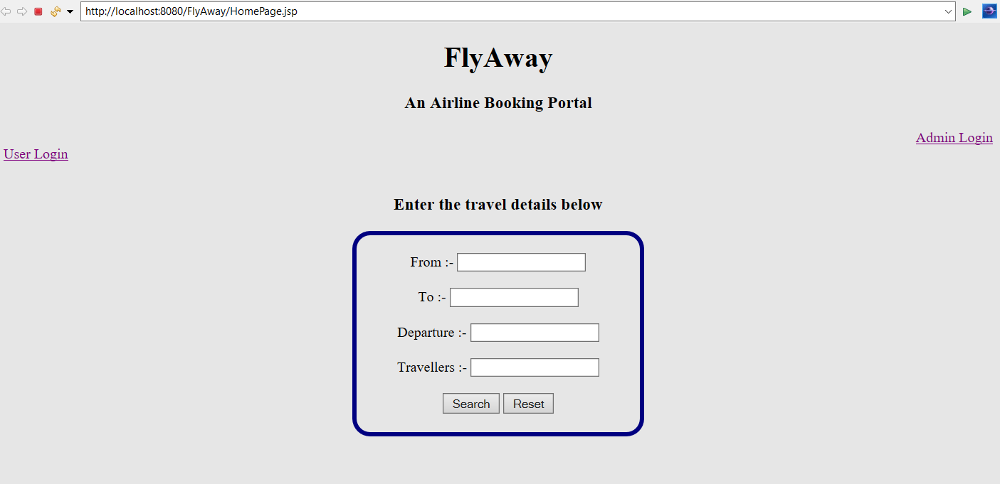 http://localhost:8080/FlyAway/HomePage.jsp
FlyAway
An Airline Booking Portal
Admin Login
User Login
Enter the travel details below
From :-
To :-
Departure :-
Travellers :-
Search Reset